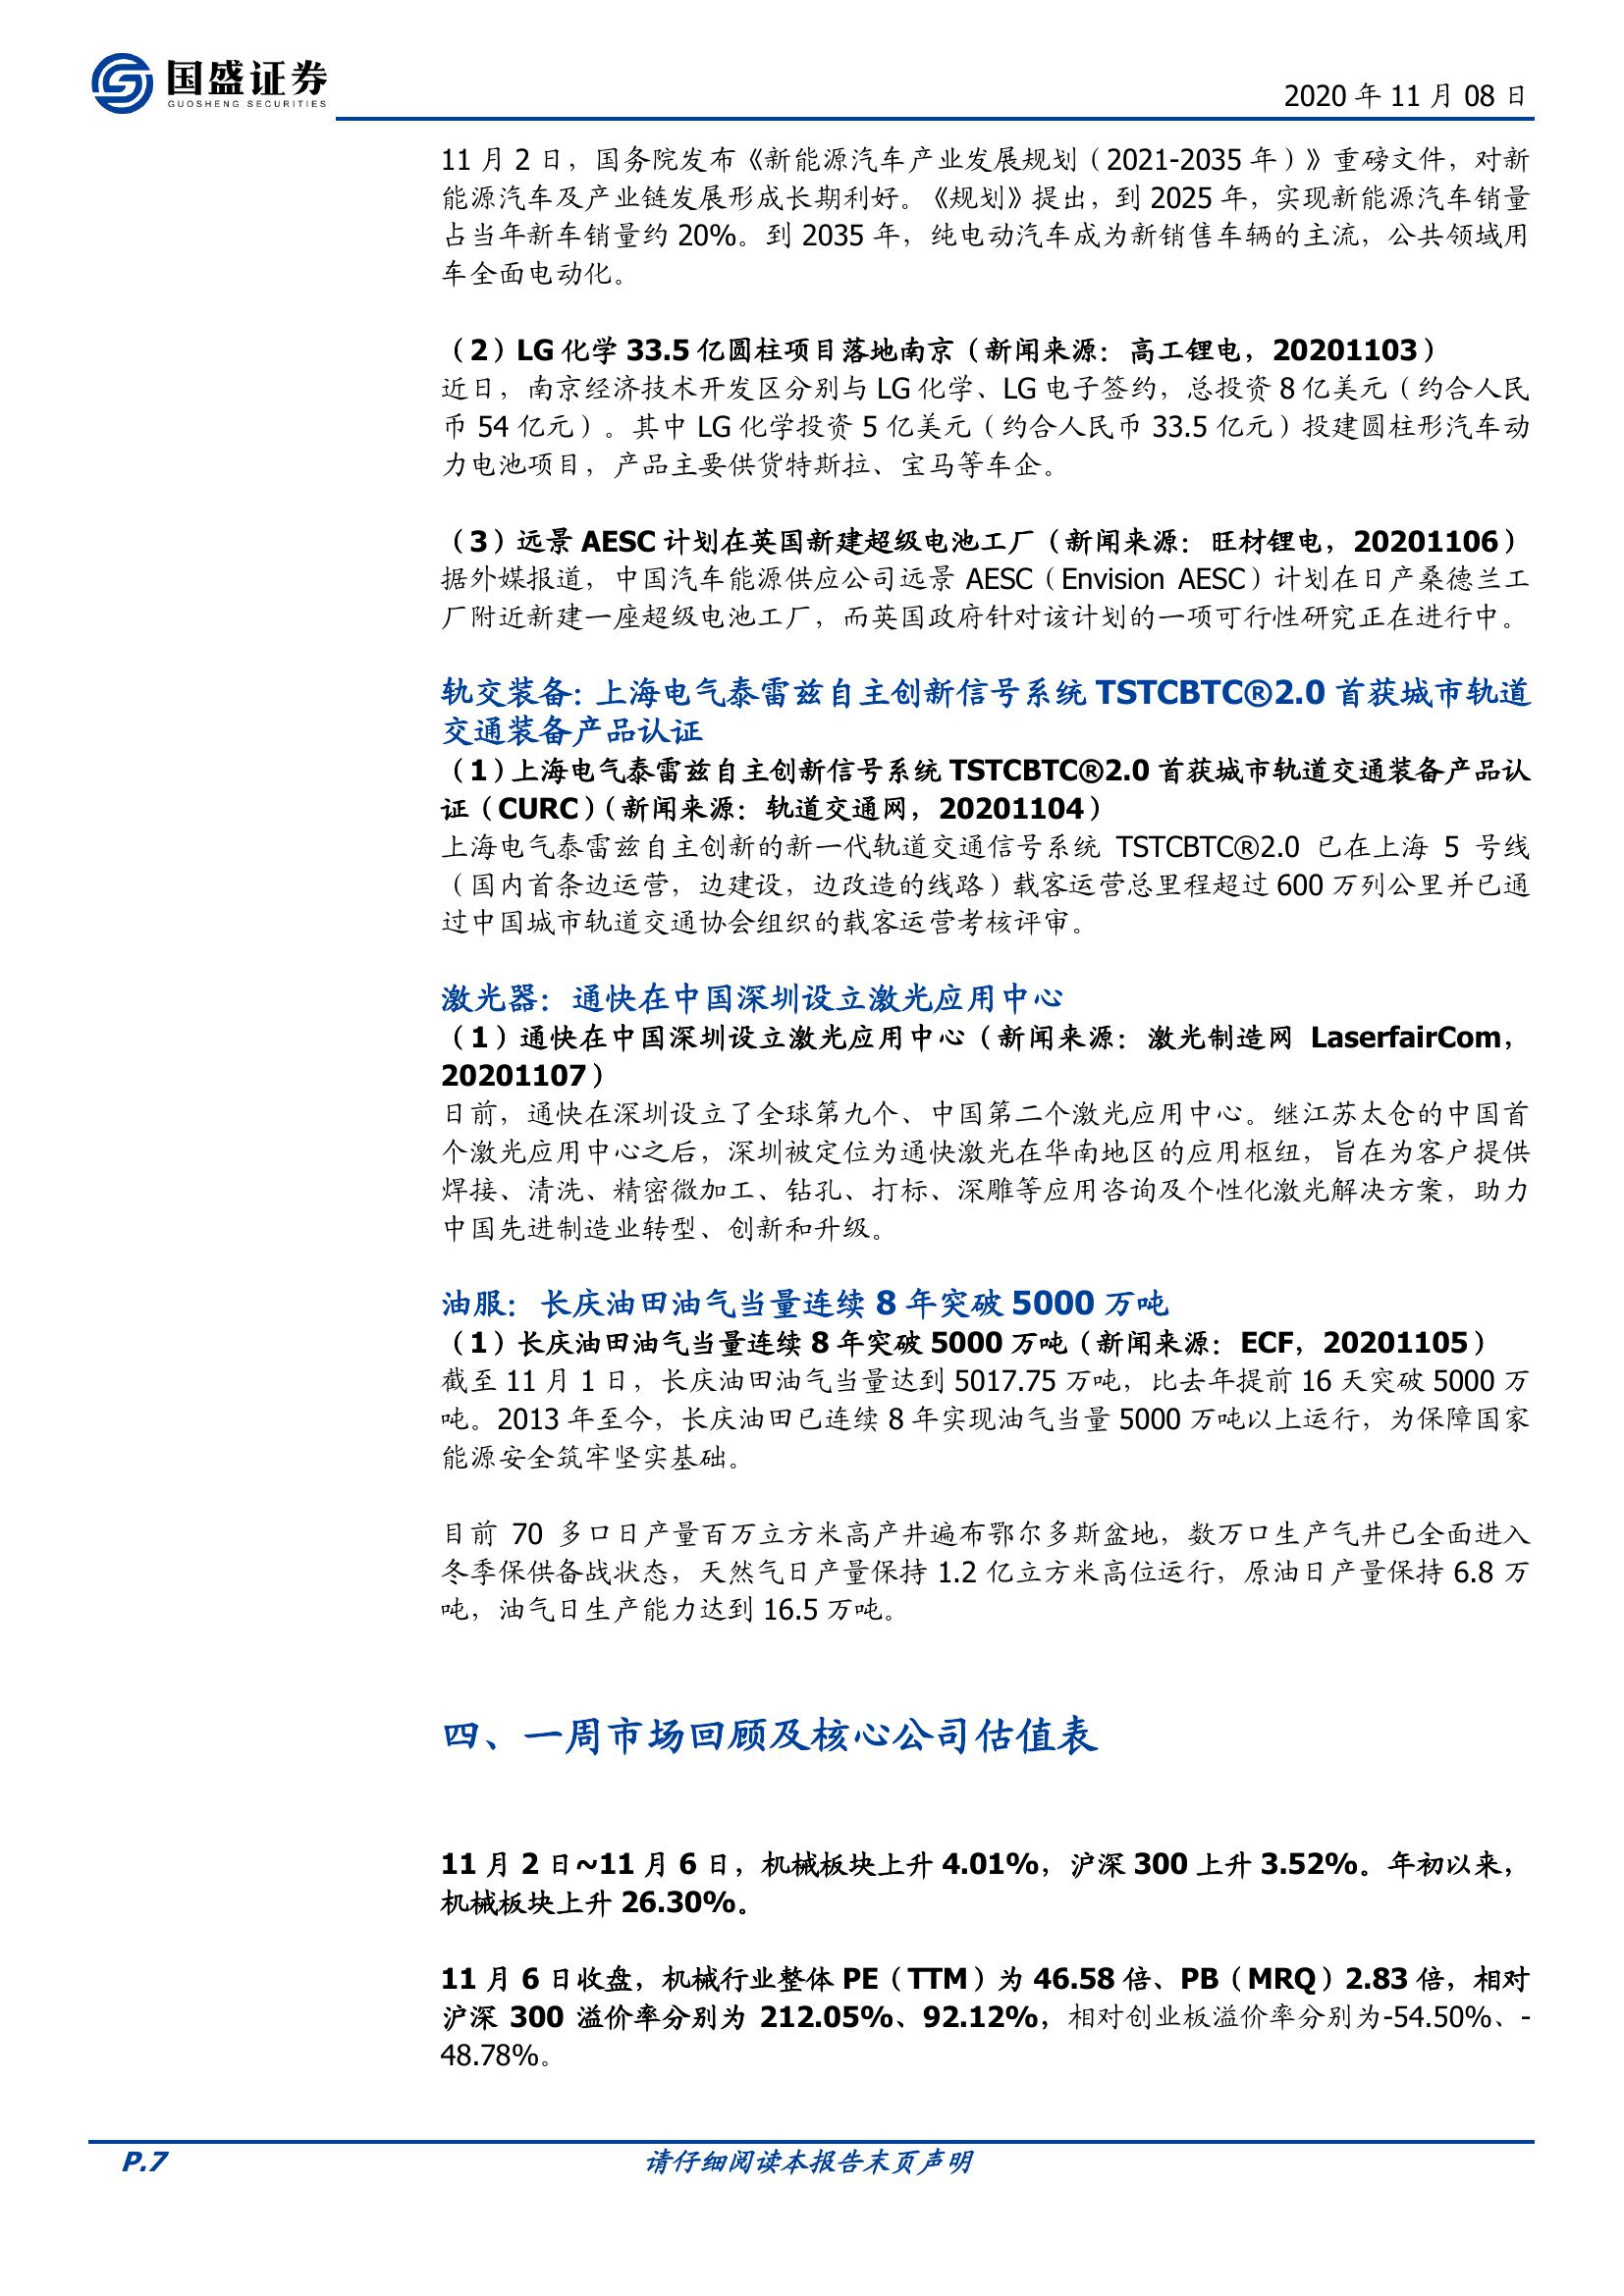 国盛证券
GUOSHENG SECURITIES
2020 年 11 月 08 日
11 月 2 日，国务院发布《新能源汽车产业发展规划（2021-2035 年）》重磅文件，对新
能源汽车及产业链发展形成长期利好。《规划》提出，到 2025 年，实现新能源汽车销量
占当年新车销量约 20%。到 2035 年，纯电动汽车成为新销售车辆的主流，公共领域用
车全面电动化。
（2）LG 化学 33.5 亿圆柱项目落地南京（新闻来源：高工锂电，20201103）
近日，南京经济技术开发区分别与 LG 化学、LG 电子签约，总投资 8 亿美元（约合人民
币 54 亿元）。其中 LG 化学投资 5 亿美元（约合人民币 33.5 亿元）投建圆柱形汽车动
力电池项目，产品主要供货特斯拉、宝马等车企。
（3）远景 AESC 计划在英国新建超级电池工厂（新闻来源：旺材锂电，20201106）
据外媒报道，中国汽车能源供应公司远景 AESC（Envision AESC）计划在日产桑德兰工
厂附近新建一座超级电池工厂，而英国政府针对该计划的一项可行性研究正在进行中。
轨交装备：上海电气泰雷兹自主创新信号系统 TSTCBTC®2.0 首获城市轨道
交通装备产品认证
（1）上海电气泰雷兹自主创新信号系统 TSTCBTC®2.0 首获城市轨道交通装备产品认
证（CURC）（新闻来源：轨道交通网，20201104）
上海电气泰雷兹自主创新的新一代轨道交通信号系统 TSTCBTC®2.0 已在上海 5 号线
（国内首条边运营，边建设，边改造的线路）载客运营总里程超过 600 万列公里并已通
过中国城市轨道交通协会组织的载客运营考核评审。
激光器：通快在中国深圳设立激光应用中心
（1）通快在中国深圳设立激光应用中心（新闻来源：激光制造网 LaserfairCom，
20201107）
日前，通快在深圳设立了全球第九个、中国第二个激光应用中心。继江苏太仓的中国首
个激光应用中心之后，深圳被定位为通快激光在华南地区的应用枢纽，旨在为客户提供
焊接、清洗、精密微加工、钻孔、打标、深雕等应用咨询及个性化激光解决方案，助力
中国先进制造业转型、创新和升级。
油服：长庆油田油气当量连续 8 年突破 5000 万吨
（1）长庆油田油气当量连续 8 年突破 5000 万吨（新闻来源：ECF，20201105）
截至 11 月 1 日，长庆油田油气当量达到 5017.75 万吨，比去年提前 16 天突破 5000 万
吨。2013 年至今，长庆油田已连续 8 年实现油气当量 5000 万吨以上运行，为保障国家
能源安全筑牢坚实基础。
目前 70 多口日产量百万立方米高产井遍布鄂尔多斯盆地，数万口生产气井已全面进入
冬季保供备战状态，天然气日产量保持 1.2 亿立方米高位运行，原油日产量保持 6.8 万
吨，油气日生产能力达到 16.5 万吨。
四、一周市场回顾及核心公司估值表
11 月 2 日~11 月 6 日，机械板块上升 4.01%，沪深 300 上升 3.52%。年初以来，
机械板块上升 26.30%。
11 月 6 日收盘，机械行业整体 PE（TTM）为 46.58 倍、PB（MRQ）2.83 倍，相对
沪深 300 溢价率分别为 212.05%、92.12%，相对创业板溢价率分别为-54.50%、-
48.78%。
P.7
请仔细阅读本报告末页声明